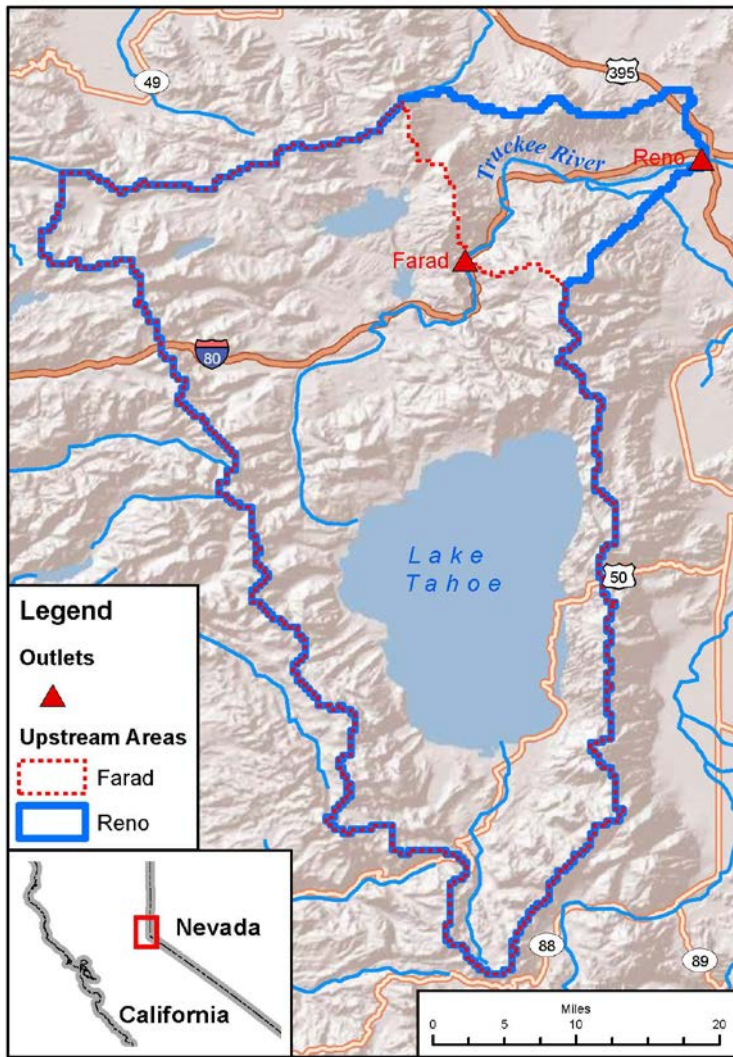 49
395
Truckee River
Reno
Farad
80
Lake
Tahoe
50
Legend
Outlets
Upstream Areas
Farad
Reno
Nevada
California
88
89
Miles
0 5 10 20